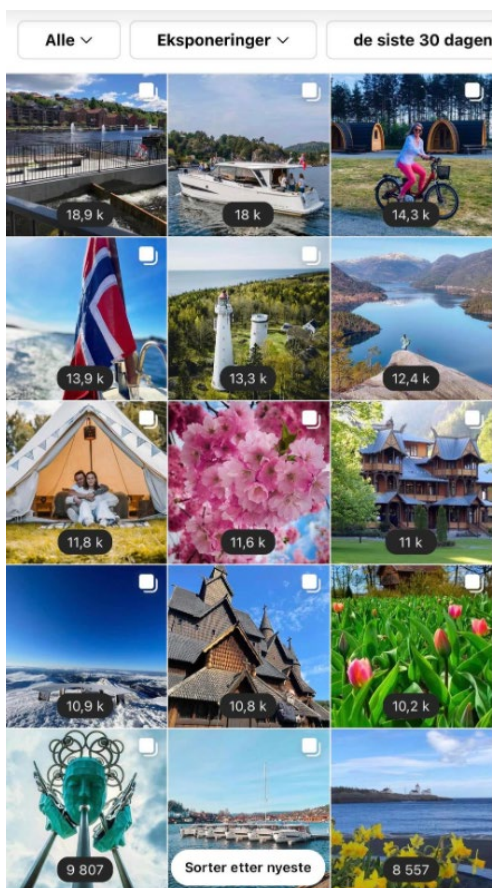 Alle
Eksponeringer
de siste 30 dagen
18,9 k
18 k
14,3 k
13,9 k
13,3 k
12,4 k
11,8 k
11,6 k
11 k
10,9 k
10,8 k
10,2 k
9 807
Sorter etter nyeste
8 557